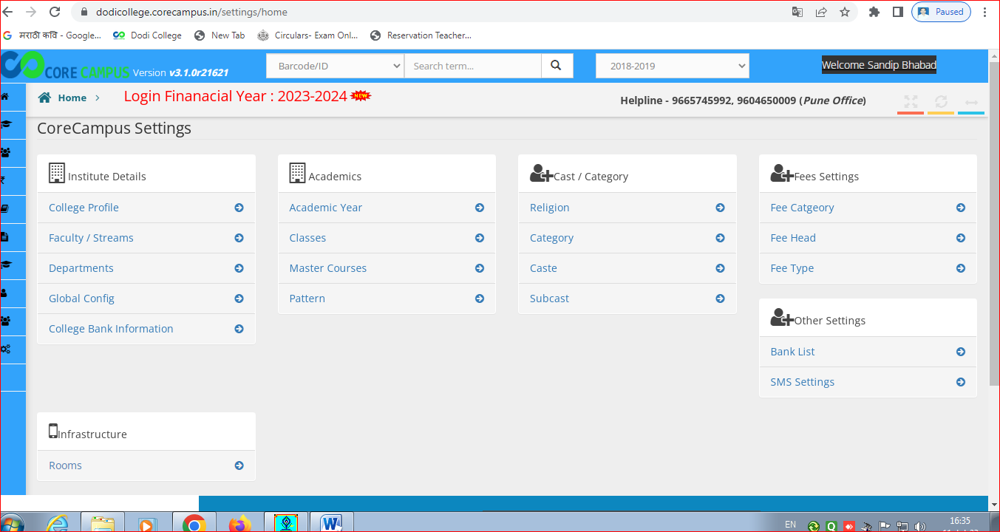 dodicollege.corecampus.in/settings/home
Paused
मराठी कवि - Google...
Dodi College
New Tab
Circulars- Exam Onl...
Reservation Teacher...
CORE CAMPUS Version v3.1.0r21621
Barcode/ID
Search term...
2018-2019
Welcome Sandip Bhabad
Home
Login Finanacial Year : 2023-2024 NEW
Helpline - 9665745992, 9604650009 (Pune Office)
CoreCampus Settings
Institute Details
College Profile
Faculty / Streams
Departments
Global Config
College Bank Information
Academics
Academic Year
Classes
Master Courses
Pattern
Cast / Category
Religion
Category
Caste
Subcast
Fees Settings
Fee Catgeory
Fee Head
Fee Type
Other Settings
Bank List
SMS Settings
Infrastructure
Rooms
EN
16:35